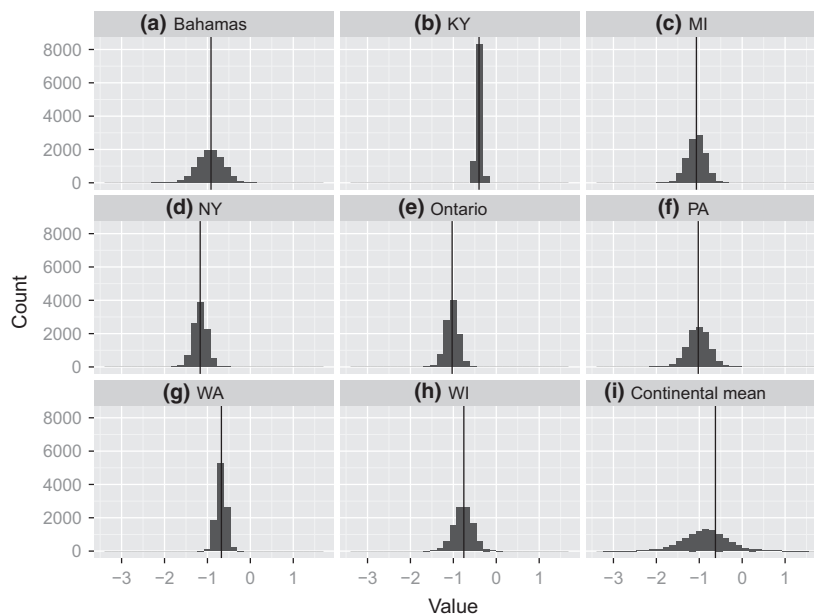 (a) Bahamas
(b) KY
(c) MI
8000
6000
4000
2000
0
(d) NY
(e) Ontario
(f) PA
8000
6000
4000
2000
0
(g) WA
(h) WI
(i) Continental mean
8000
6000
4000
2000
0
−3 −2 −1 0 1
−3 −2 −1 0 1
−3 −2 −1 0 1
Count
Value